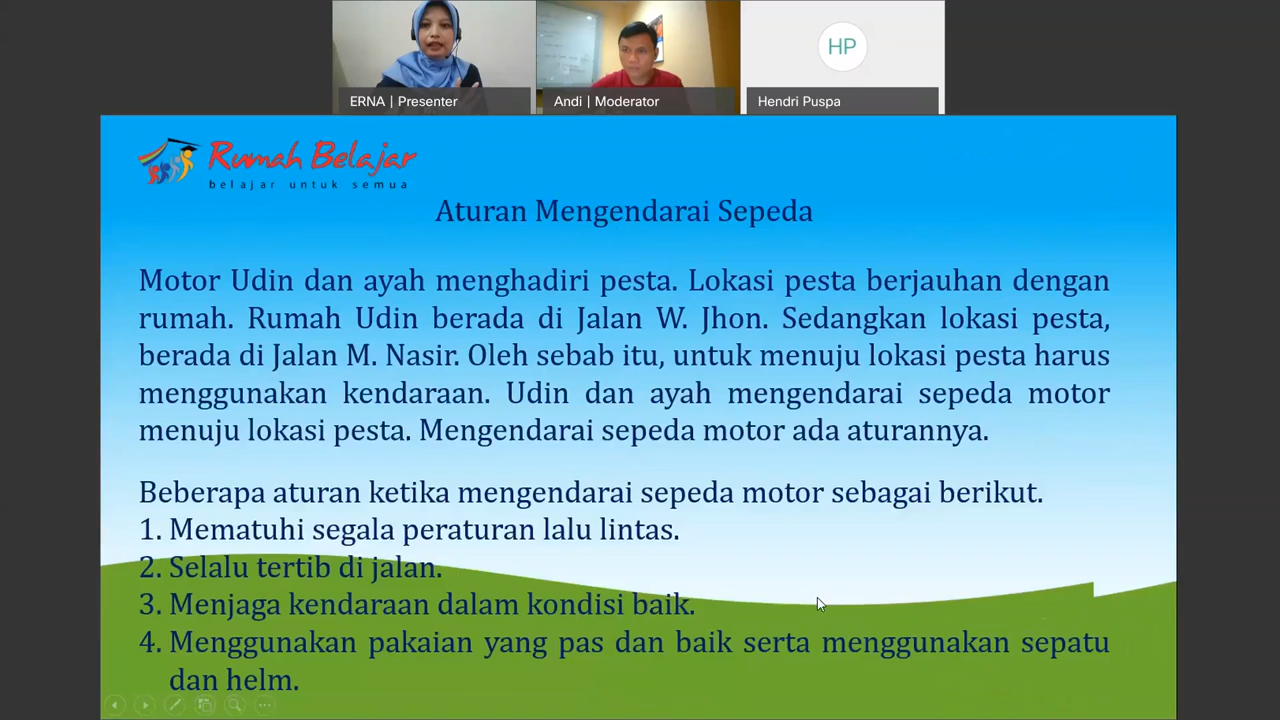 ERNA | Presenter
Andi | Moderator
HP
Hendri Puspa
Rumah Belajar
belajar untuk semua
Aturan Mengendarai Sepeda
Motor Udin dan ayah menghadiri pesta. Lokasi pesta berjauhan dengan
rumah. Rumah Udin berada di Jalan W. Jhon. Sedangkan lokasi pesta,
berada di Jalan M. Nasir. Oleh sebab itu, untuk menuju lokasi pesta harus
menggunakan kendaraan. Udin dan ayah mengendarai sepeda motor
menuju lokasi pesta. Mengendarai sepeda motor ada aturannya.
Beberapa aturan ketika mengendarai sepeda motor sebagai berikut.
1. Mematuhi segala peraturan lalu lintas.
2. Selalu tertib di jalan.
3. Menjaga kendaraan dalam kondisi baik.
4. Menggunakan pakaian yang pas dan baik serta menggunakan sepatu
dan helm.